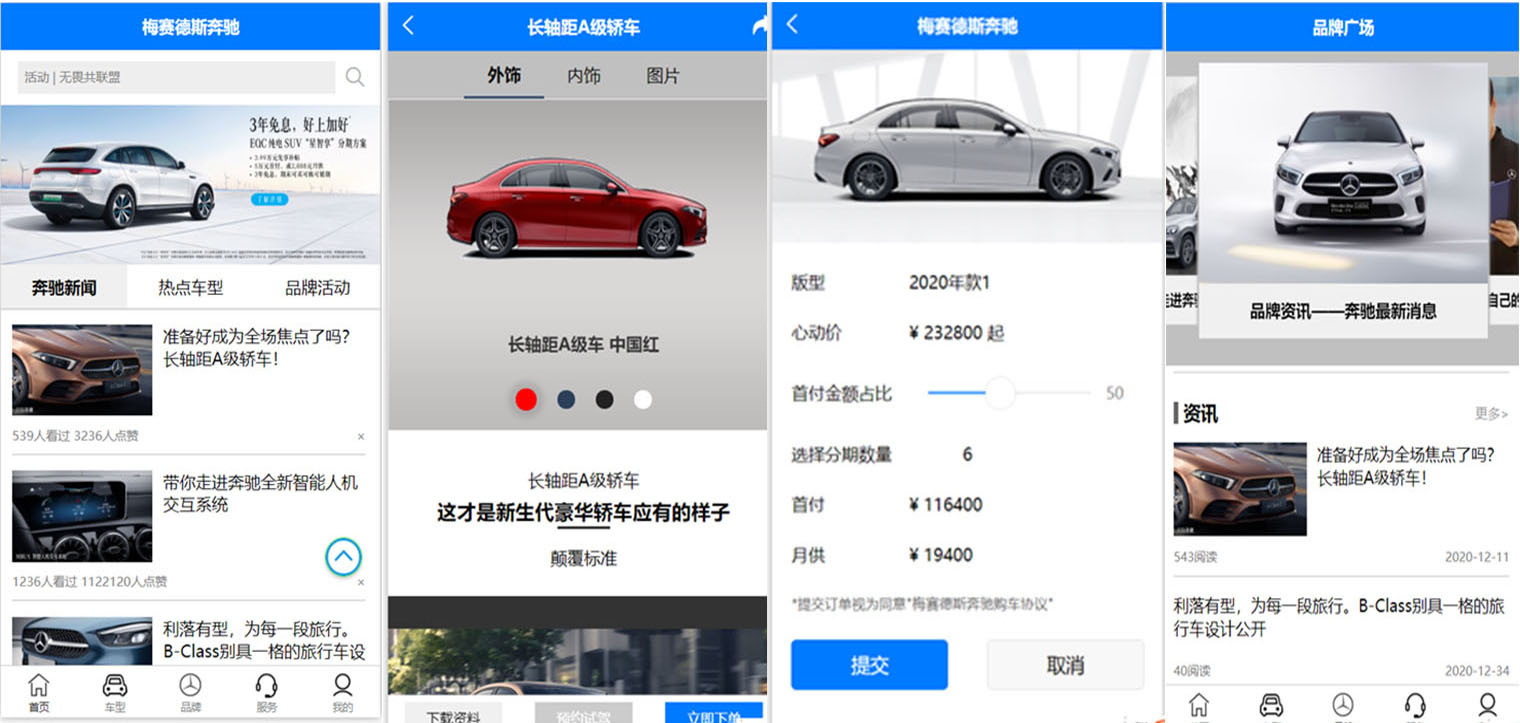 梅赛德斯奔驰
活动 | 无畏共联盟
3年免息，好上加好
EQC 纯电 SUV “星智享” 分期方案
了解详情
奔驰新闻 热点车型 品牌活动
准备好成为全场焦点了吗？
长轴距A级轿车！
539人看过 3236人点赞 ×
带你走进奔驰全新智能人机
交互系统
1236人看过 1122120人点赞 ×
利落有型，为每一段旅行。
B-Class别具一格的旅行车设
首页 车型 品牌 服务 我的
长轴距A级轿车
外饰 内饰 图片
长轴距A级车 中国红
长轴距A级轿车
这才是新生代豪华轿车应有的样子
颠覆标准
下载资料 预约试驾 立即下单
梅赛德斯奔驰
版型 2020年款1
心动价 ¥ 232800 起
首付金额占比 50
选择分期数量 6
首付 ¥ 116400
月供 ¥ 19400
*提交订单视为同意"梅赛德斯奔驰购车协议"
提交 取消
品牌广场
走进奔
品牌资讯——奔驰最新消息
自己的
资讯 更多>
准备好成为全场焦点了吗？
长轴距A级轿车！
543阅读 2020-12-11
利落有型，为每一段旅行。B-Class别具一格的旅
行车设计公开
40阅读 2020-12-34